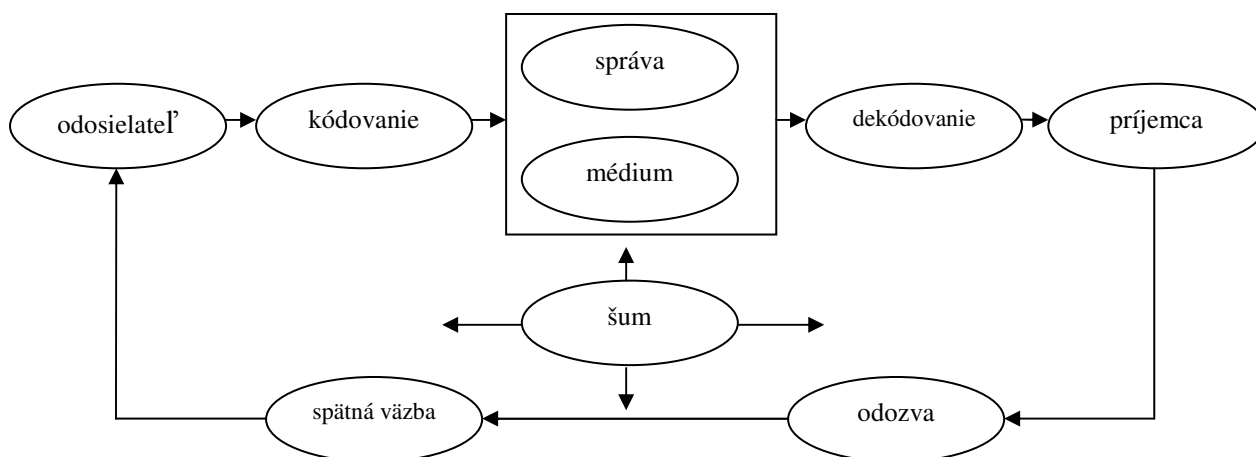 správa
odosielateľ
kódovanie
dekódovanie
príjemca
médium
šum
spätná väzba
odozva